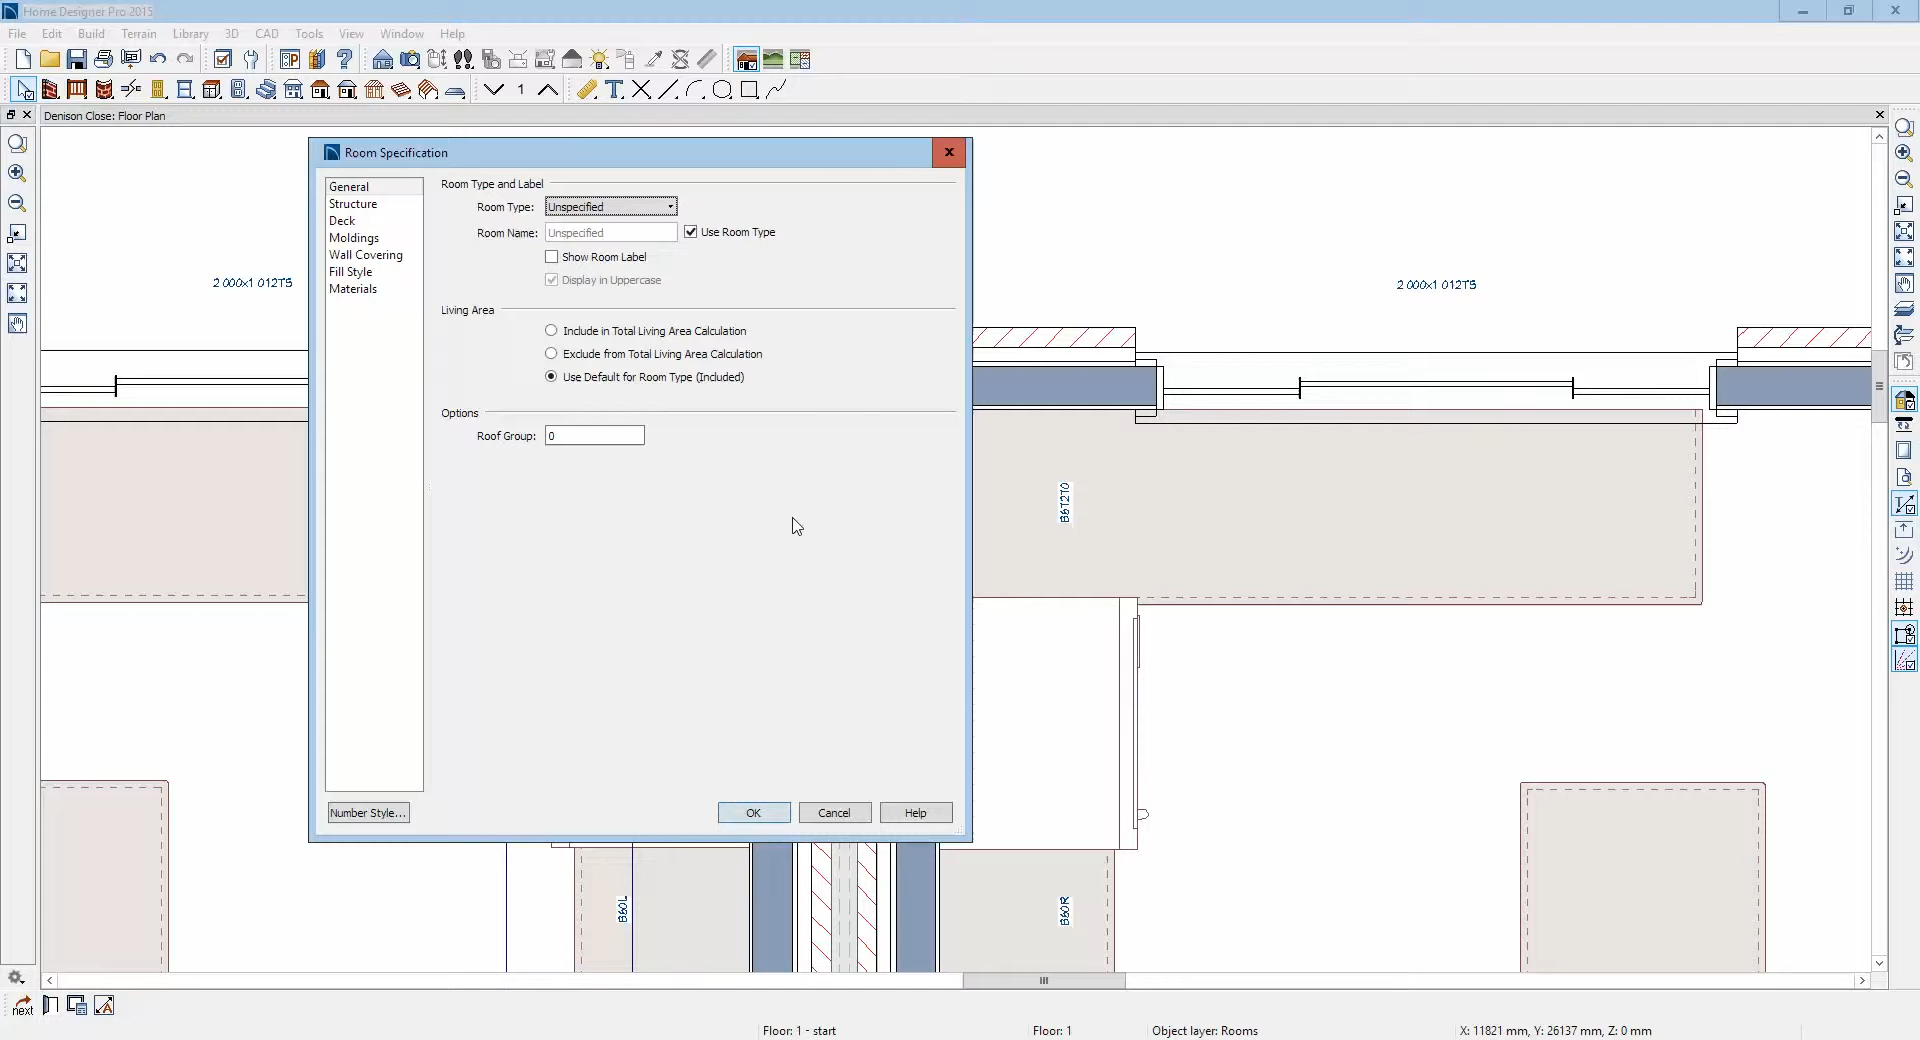 Home Designer Pro 2015
File Edit Build Terrain Library 3D CAD Tools View Window Help
1
Denison Close: Floor Plan
Room Specification
General
Structure
Deck
Moldings
Wall Covering
Fill Style
Materials
Room Type and Label
Room Type: Unspecified
Room Name: Unspecified Use Room Type
Show Room Label
Display in Uppercase
Living Area
Include in Total Living Area Calculation
Exclude from Total Living Area Calculation
Use Default for Room Type (Included)
Options
Roof Group: 0
Number Style... OK Cancel Help
2 000x1 012TS
2 000x1 012TS
B6T2T0
B60L
B60R
next
Floor: 1 - start Floor: 1 Object layer: Rooms X: 11821 mm, Y: 26137 mm, Z: 0 mm